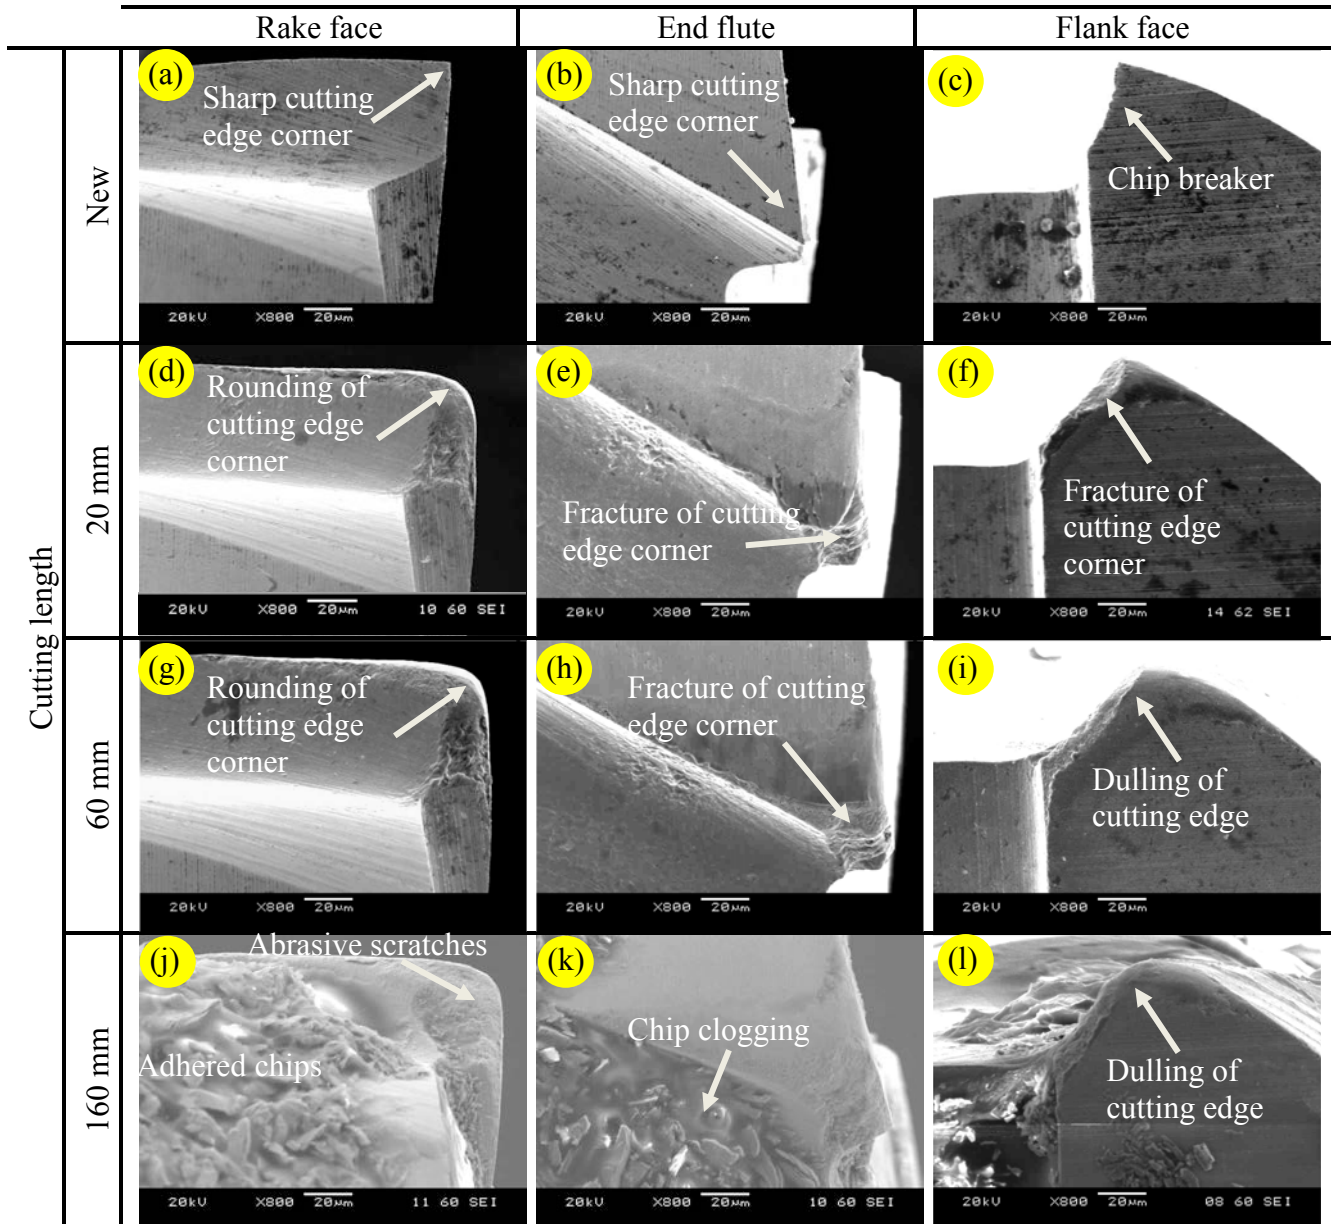 Rake face
End flute
Flank face
Cutting length
New
(a)
Sharp cutting
edge corner
20kV X800 20µm
(b)
Sharp cutting
edge corner
20kV X800 20µm
(c)
Chip breaker
20kV X800 20µm
20 mm
(d)
Rounding of
cutting edge
corner
20kV X800 20µm 10 60 SEI
(e)
Fracture of cutting
edge corner
20kV X800 20µm
(f)
Fracture of
cutting edge
corner
20kV X800 20µm 14 62 SEI
60 mm
(g)
Rounding of
cutting edge
corner
20kV X800 20µm
(h)
Fracture of cutting
edge corner
20kV X800 20µm
(i)
Dulling of
cutting edge
20kV X800 20µm
160 mm
(j)
Abrasive scratches
Adhered chips
20kV X800 20µm 11 60 SEI
(k)
Chip clogging
20kV X800 20µm 10 60 SEI
(l)
Dulling of
cutting edge
20kV X800 20µm 08 60 SEI